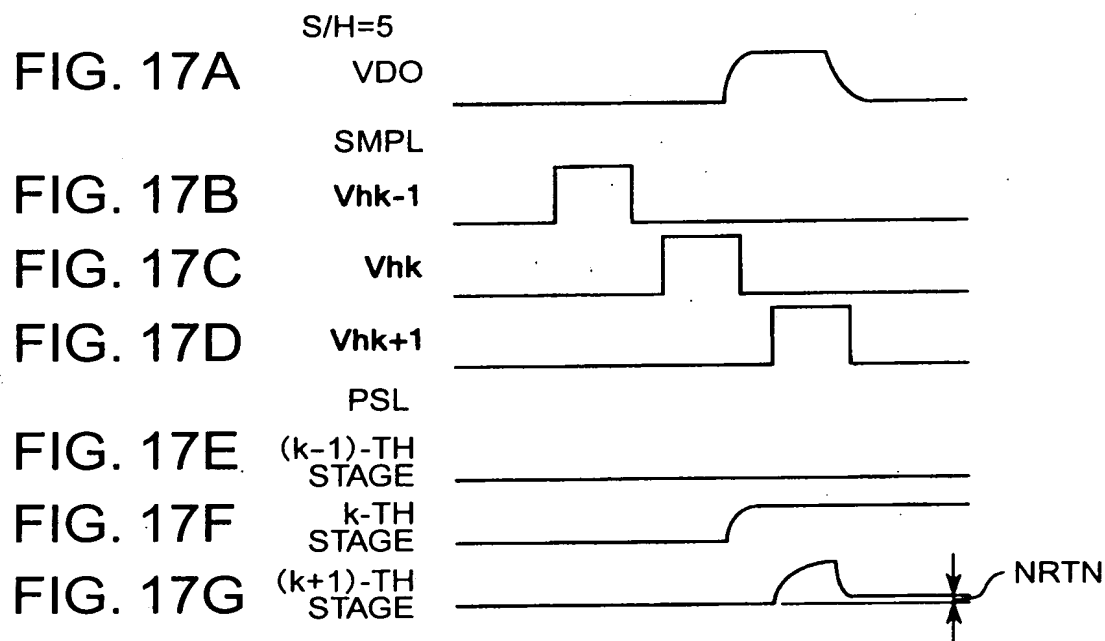 S/H=5
FIG. 17A VDO
SMPL
FIG. 17B Vhk-1
FIG. 17C Vhk
FIG. 17D Vhk+1
PSL
FIG. 17E (k-1)-TH
STAGE
FIG. 17F k-TH
STAGE
FIG. 17G (k+1)-TH
STAGE
NRTN